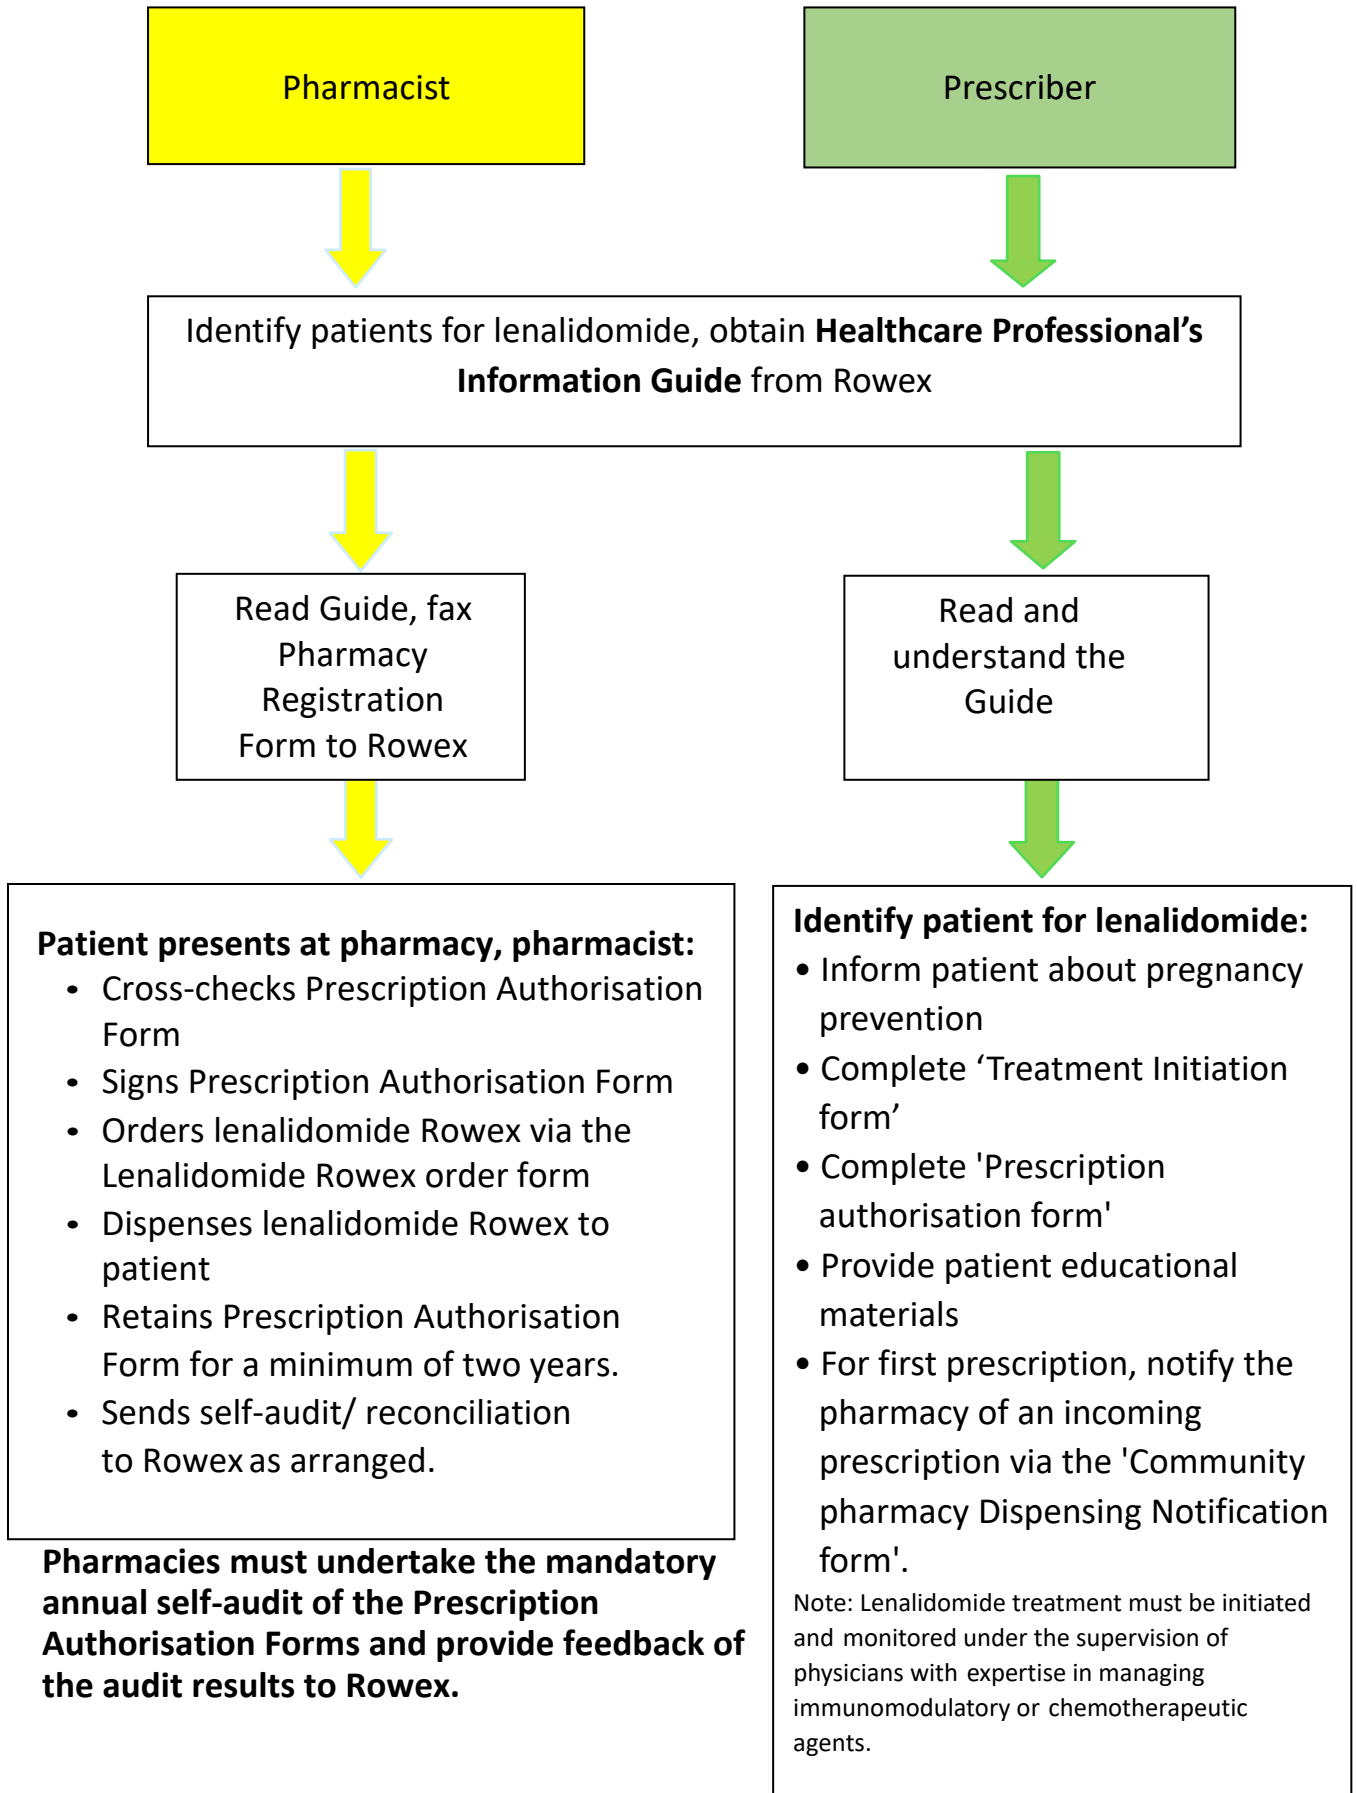 Pharmacist
Prescriber
Identify patients for lenalidomide, obtain Healthcare Professional’s
Information Guide from Rowex
Read Guide, fax
Pharmacy
Registration
Form to Rowex
Read and
understand the
Guide
Patient presents at pharmacy, pharmacist:
• Cross-checks Prescription Authorisation
Form
• Signs Prescription Authorisation Form
• Orders lenalidomide Rowex via the
Lenalidomide Rowex order form
• Dispenses lenalidomide Rowex to
patient
• Retains Prescription Authorisation
Form for a minimum of two years.
• Sends self-audit/ reconciliation
to Rowex as arranged.
Pharmacies must undertake the mandatory
annual self-audit of the Prescription
Authorisation Forms and provide feedback of
the audit results to Rowex.
Identify patient for lenalidomide:
• Inform patient about pregnancy
prevention
• Complete ‘Treatment Initiation
form’
• Complete 'Prescription
authorisation form'
• Provide patient educational
materials
• For first prescription, notify the
pharmacy of an incoming
prescription via the 'Community
pharmacy Dispensing Notification
form'.
Note: Lenalidomide treatment must be initiated
and monitored under the supervision of
physicians with expertise in managing
immunomodulatory or chemotherapeutic
agents.